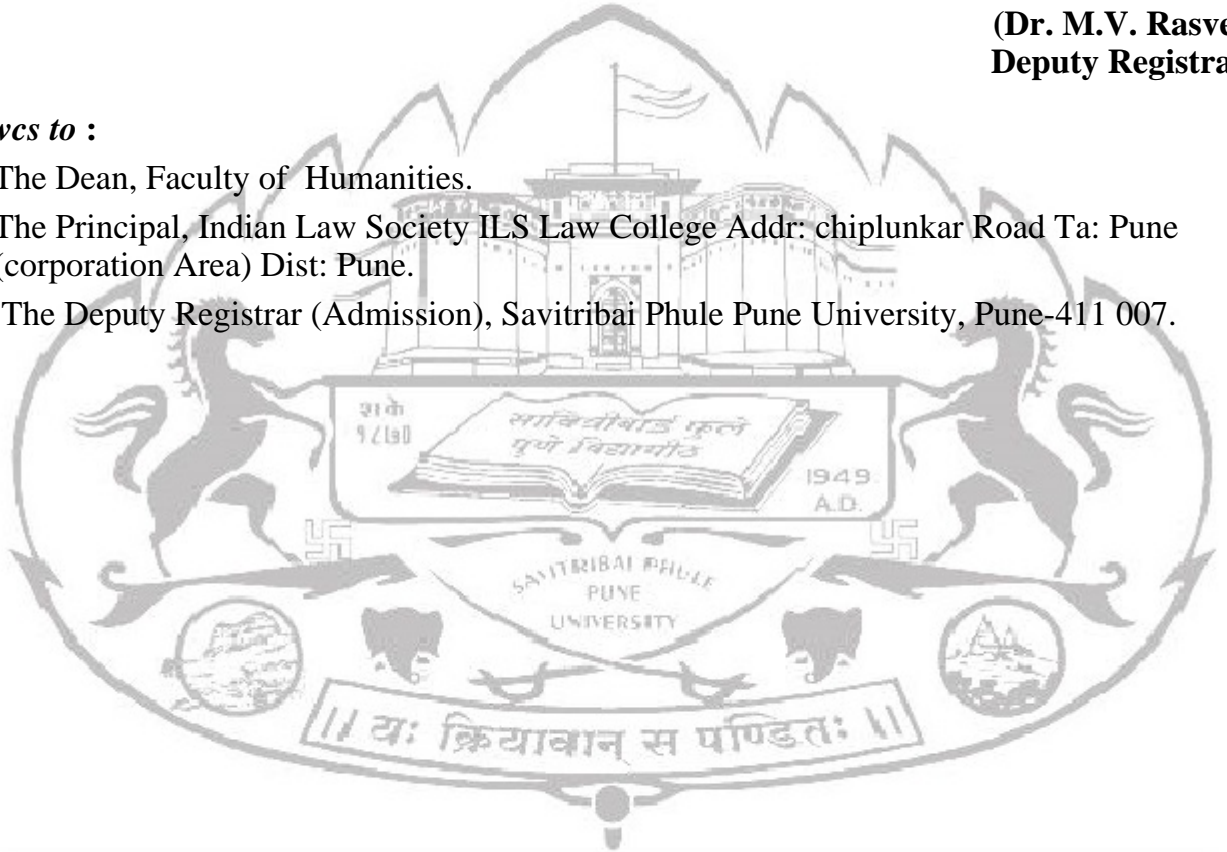 (Dr. M.V. Rasve
Deputy Registra
wcs to :
The Dean, Faculty of Humanities.
The Principal, Indian Law Society ILS Law College Addr: chiplunkar Road Ta: Pune
(corporation Area) Dist: Pune.
The Deputy Registrar (Admission), Savitribai Phule Pune University, Pune-411 007.
सावित्रीबाई फुले
पुणे विद्यापीठ
1949
A.D.
SAVITRIBAI PHULE
PUNE
UNIVERSITY
॥ यः क्रियावान् स पण्डितः ॥